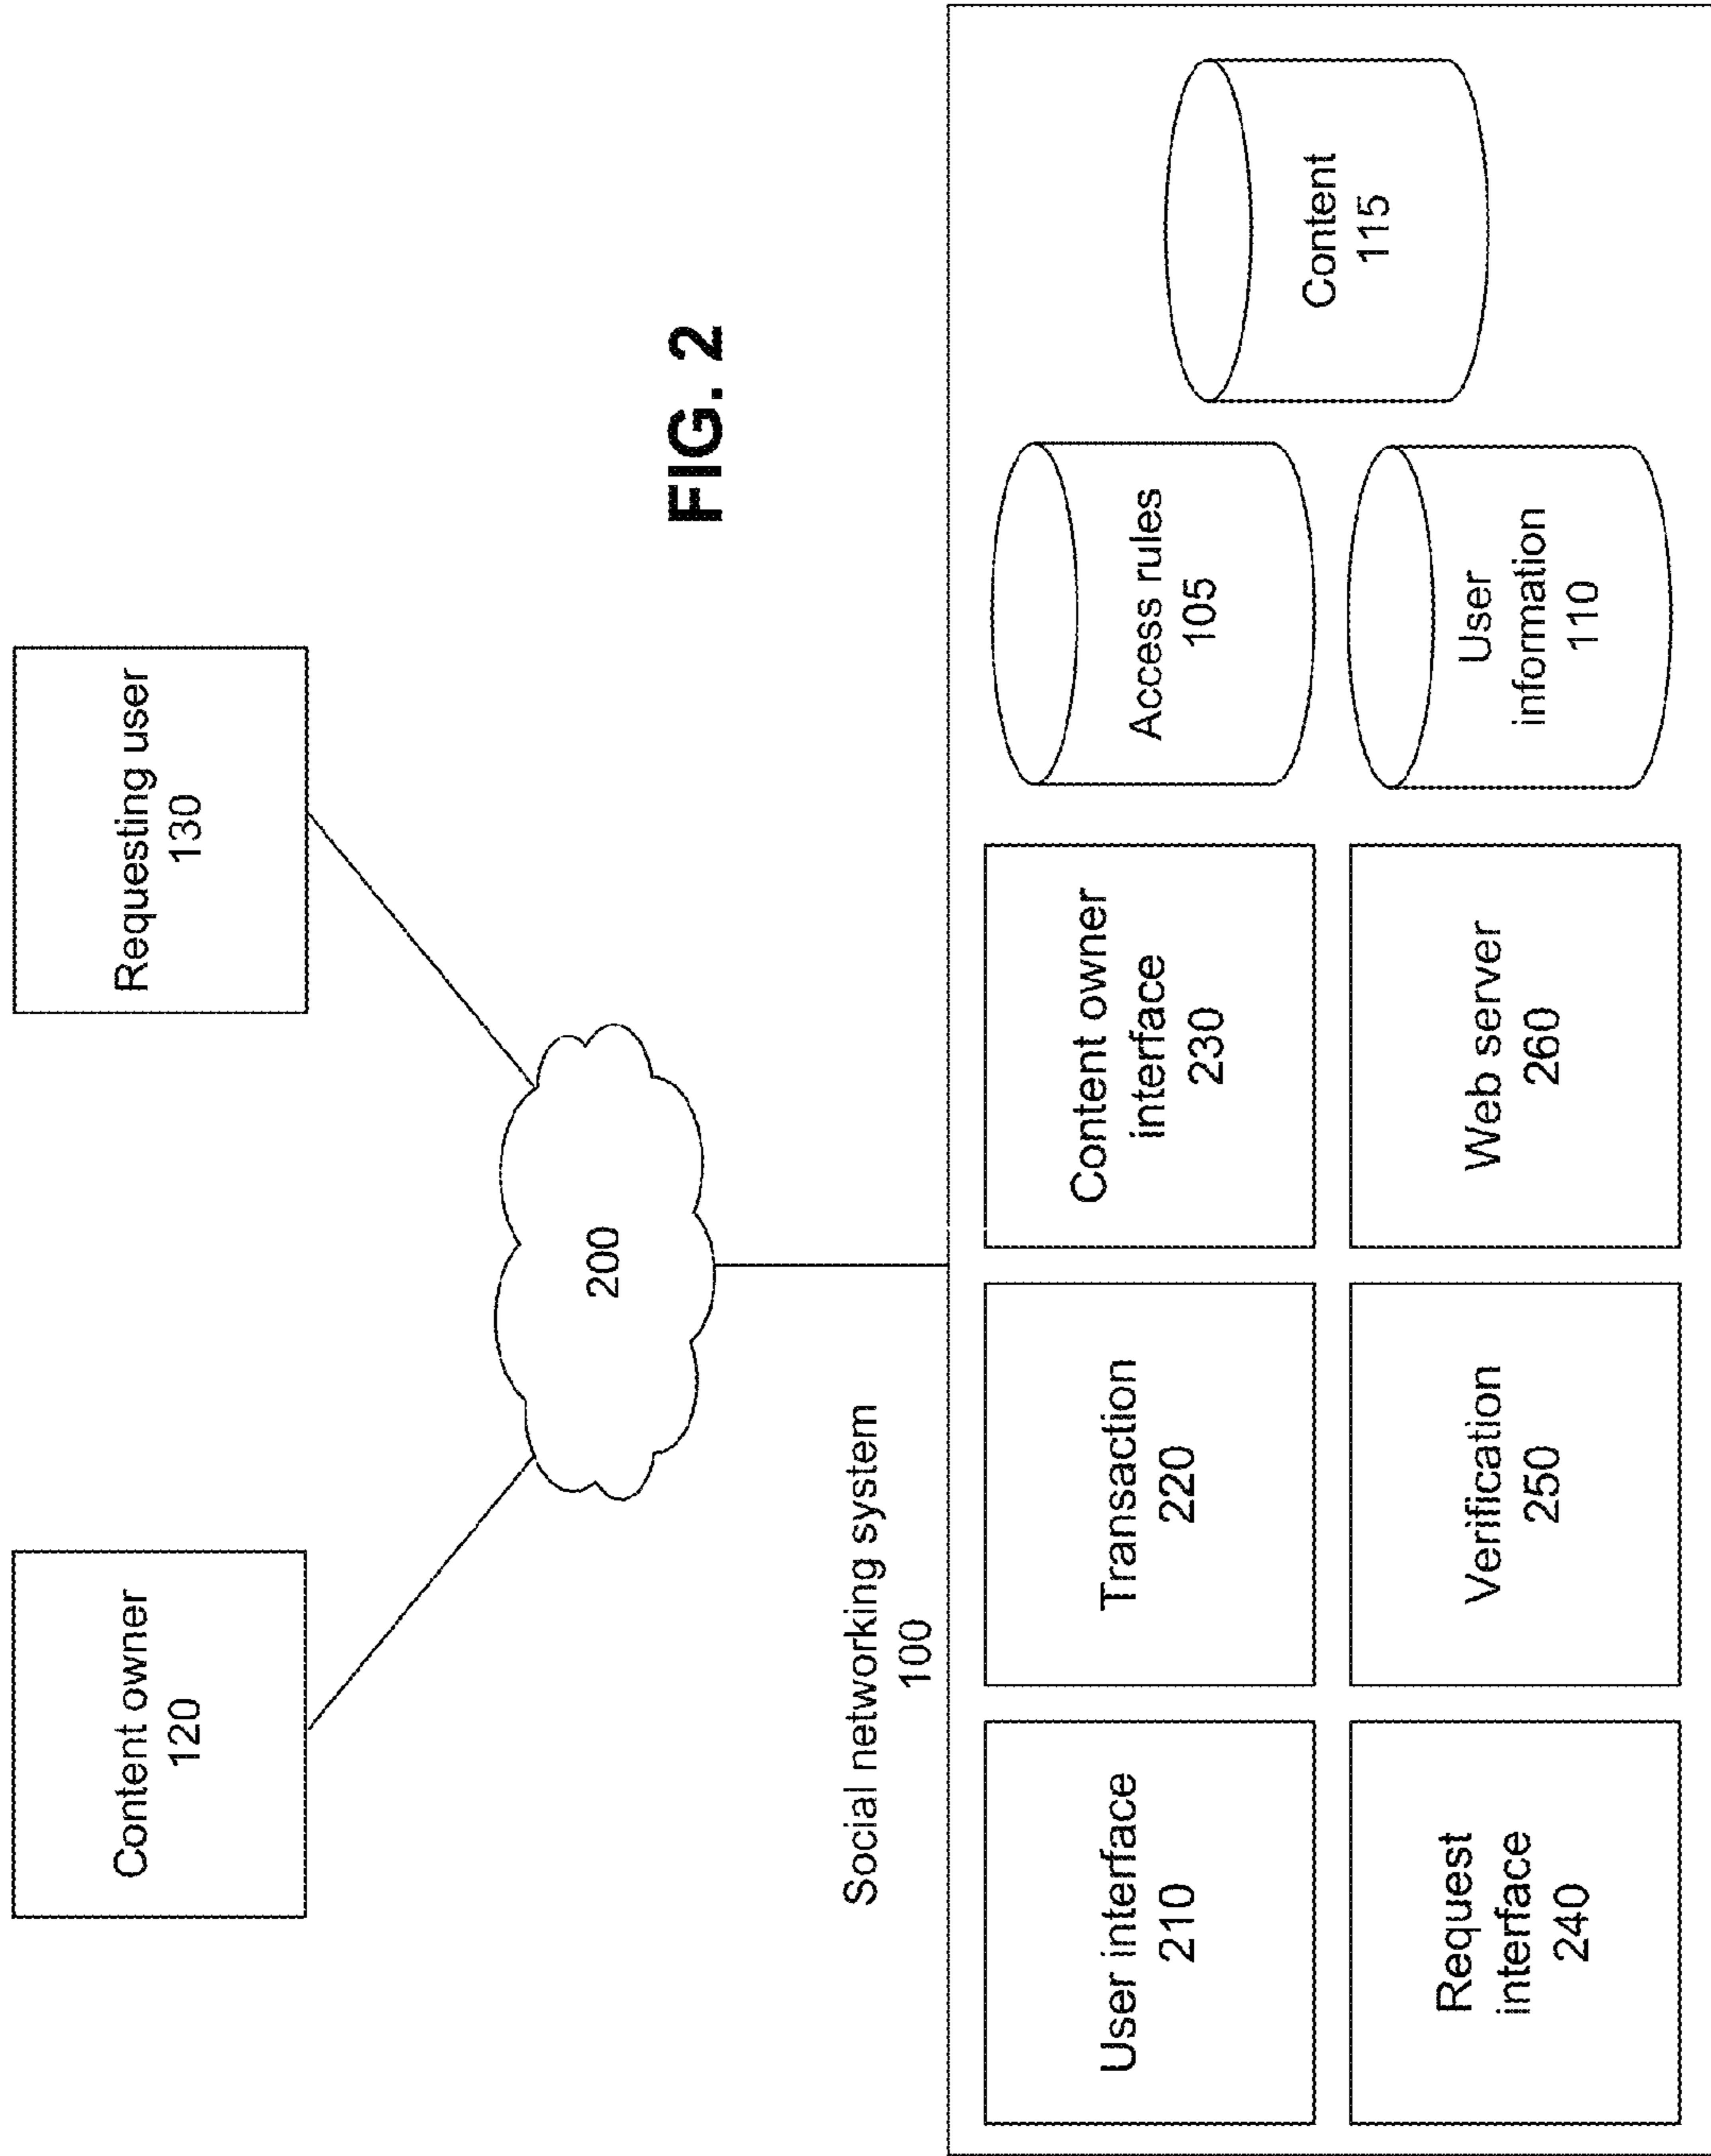 Content owner
120
Requesting user
130
200
FIG. 2
Social networking system
100
User interface
210
Transaction
220
Content owner
interface
230
Access rules
105
Content
115
Request
interface
240
Verification
250
Web server
260
User
information
110